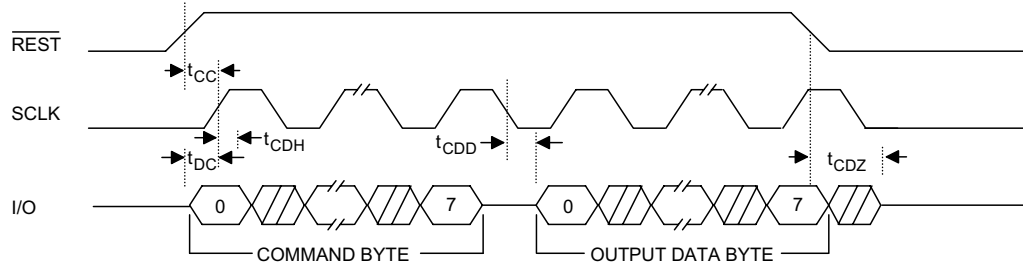 REST
tCC
SCLK
tCDH
tCDD
tDC
tCDZ
I/O
0
7
0
7
COMMAND BYTE
OUTPUT DATA BYTE